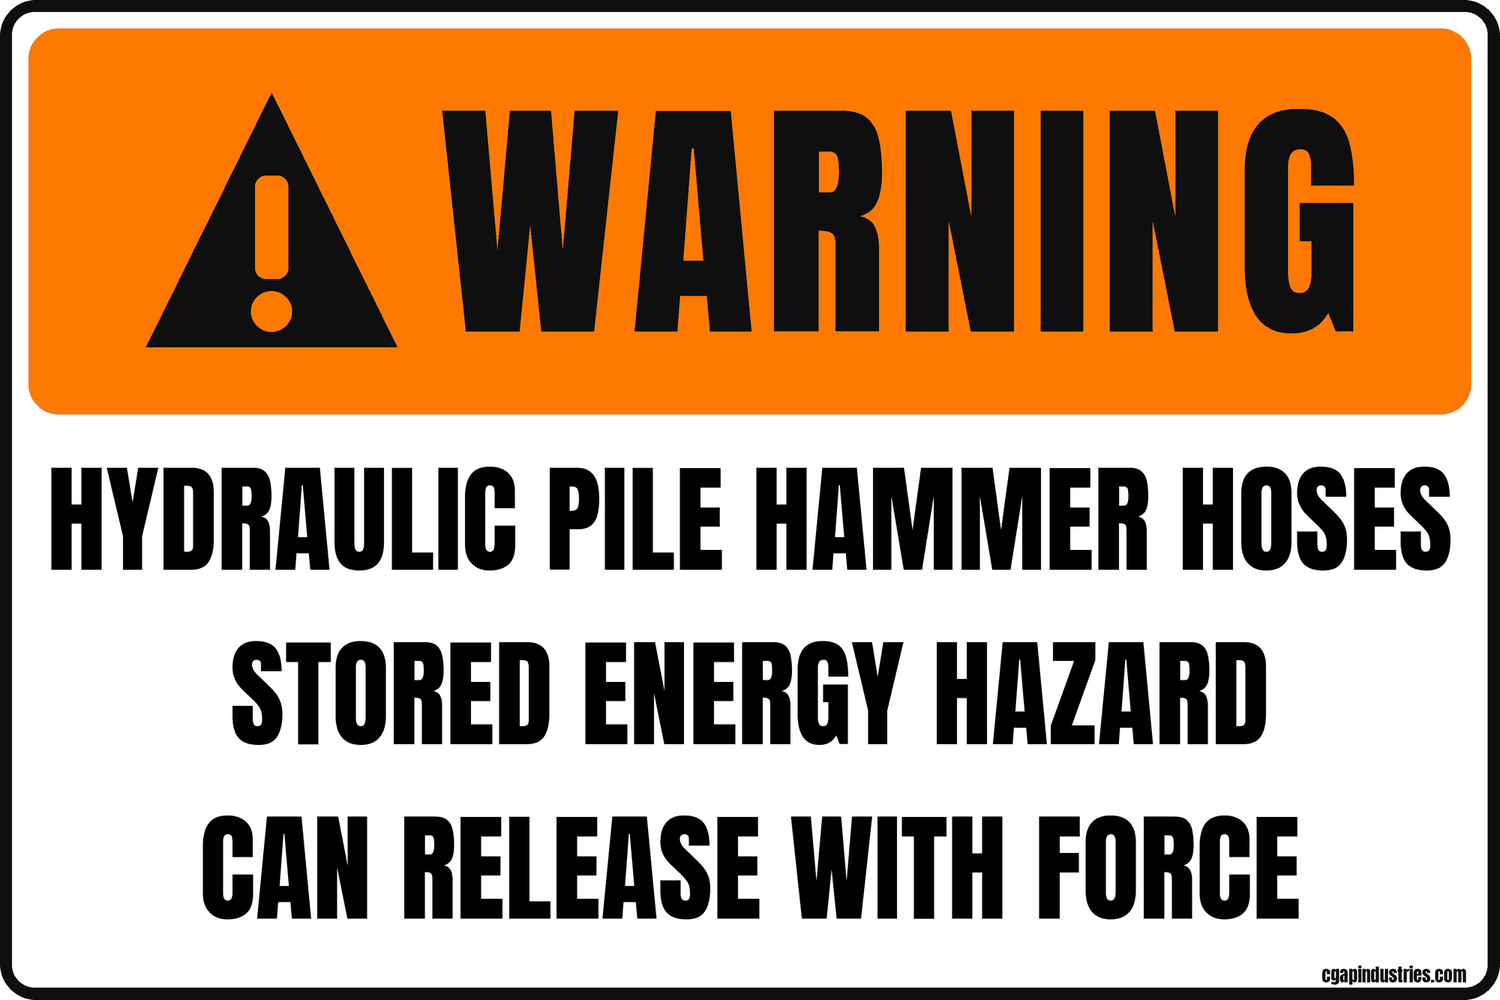 WARNING
HYDRAULIC PILE HAMMER HOSES
STORED ENERGY HAZARD
CAN RELEASE WITH FORCE
cgapindustries.com